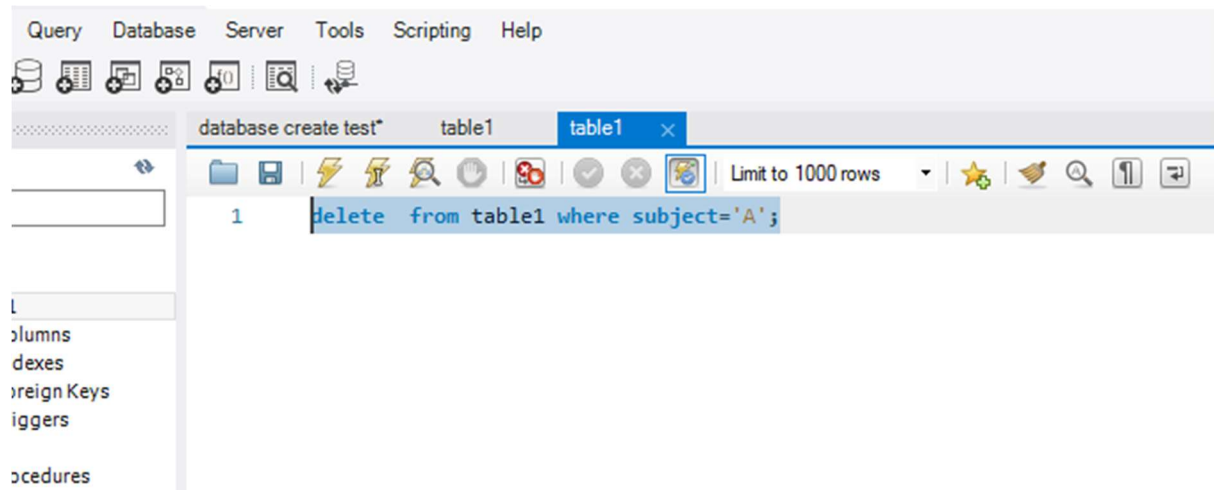 Query Database Server Tools Scripting Help
database create test* table1 table1
Limit to 1000 rows
1 delete from table1 where subject='A';
1
olumns
dexes
oreign Keys
iggers
ocedures